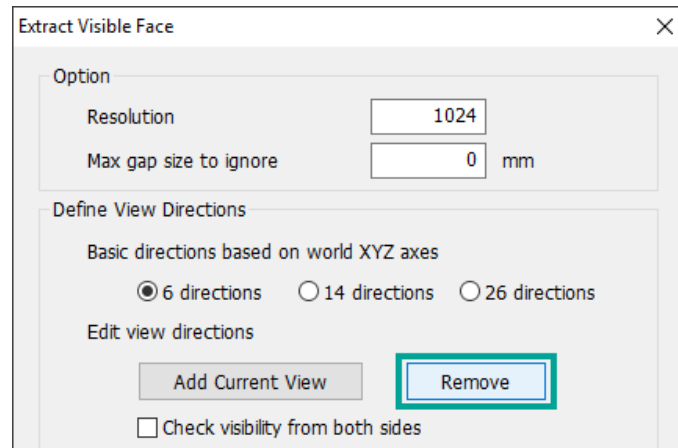 Extract Visible Face
Option
Resolution 1024
Max gap size to ignore 0 mm
Define View Directions
Basic directions based on world XYZ axes
6 directions 14 directions 26 directions
Edit view directions
Add Current View Remove
Check visibility from both sides